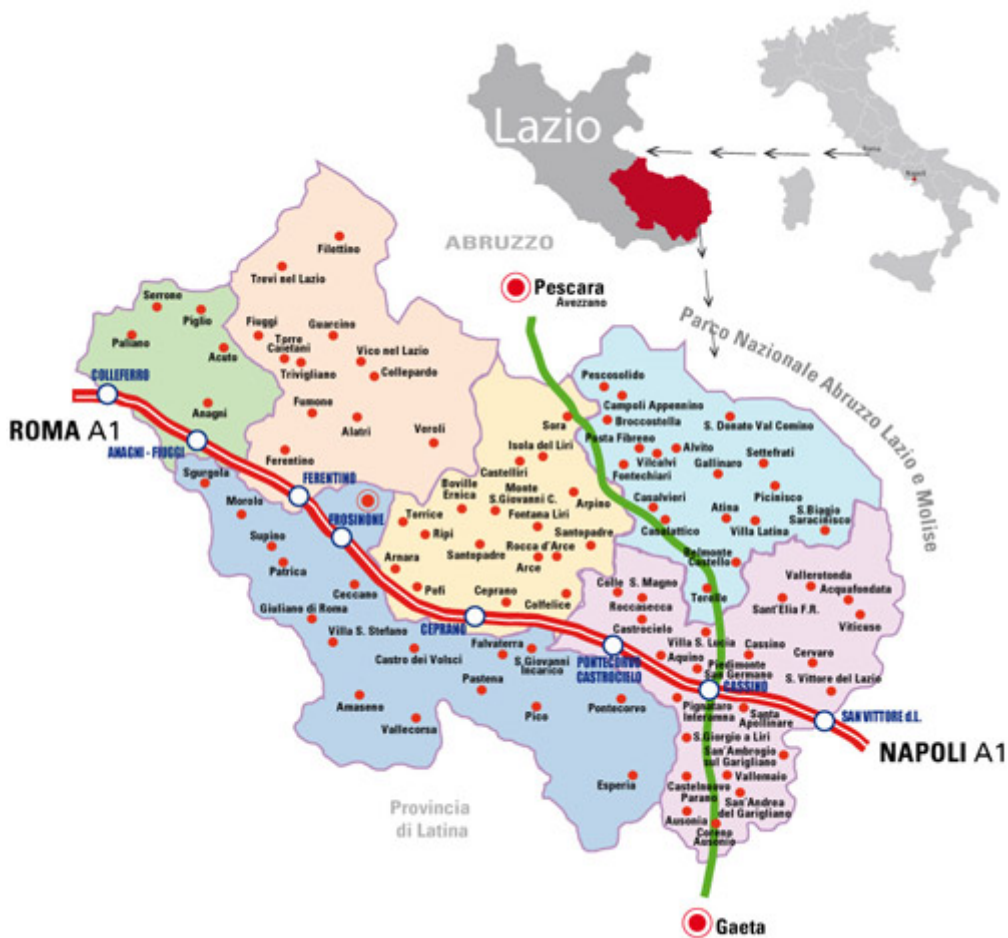 Lazio
Roma
Napoli
ABRUZZO
Pescara
Avezzano
Parco Nazionale Abruzzo Lazio e Molise
Filettino
Trevi nel Lazio
Serrone
Piglio
Paliano
Acuto
Anagni
Fiuggi
Guarcino
Torre
Caietani
Trivigliano
Vico nel Lazio
Collepardo
Fumone
Alatri
Veroli
Ferentino
COLLEFERRO
ROMA A1
ANAGNI - FIUGGI
FERENTINO
FROSINONE
Pescosolido
Campoli Appennino
Broccostella
S. Donato Val Comino
Sora
Posta Fibreno
Alvito
Vilcalvi
Fontechiari
Gallinaro
Settefrati
Casalvieri
Picinisco
Atina
S.Biagio
Saracinisco
Casalattico
Villa Latina
Belmonte
Castello
Terelle
Isola del Liri
Castelliri
Boville
Ernica
Monte
S.Giovanni C.
Arpino
Fontana Liri
Torrice
Ripi
Santopadre
Santopadre
Rocca d'Arce
Arce
Arnara
Pofi
Ceprano
Colfelice
Sgurgola
Morolo
Supino
Patrica
Ceccano
Giuliano di Roma
Villa S. Stefano
Castro dei Volsci
CEPRANO
Falvaterra
S.Giovanni
Incarico
Pastena
Amaseno
Vallecorsa
Pico
Pontecorvo
Esperia
Colle S. Magno
Roccasecca
Castrocielo
PONTECORVO
CASTROCIELO
Vallerotonda
Acquafondata
Sant'Elia F.R.
Viticuso
Villa S. Lucia
Cassino
Cervaro
Aquino
Piedimonte
San Germano
S. Vittore del Lazio
CASSINO
SAN VITTORE d.L.
NAPOLI A1
Pignataro
Interamna
Santa
Apollinare
S.Giorgio a Liri
San'Ambrogio
sul Garigliano
Vallemaio
Castelnuovo
Parano
San'Andrea
del Garigliano
Ausonia
Coreno
Ausonio
Provincia
di Latina
Gaeta